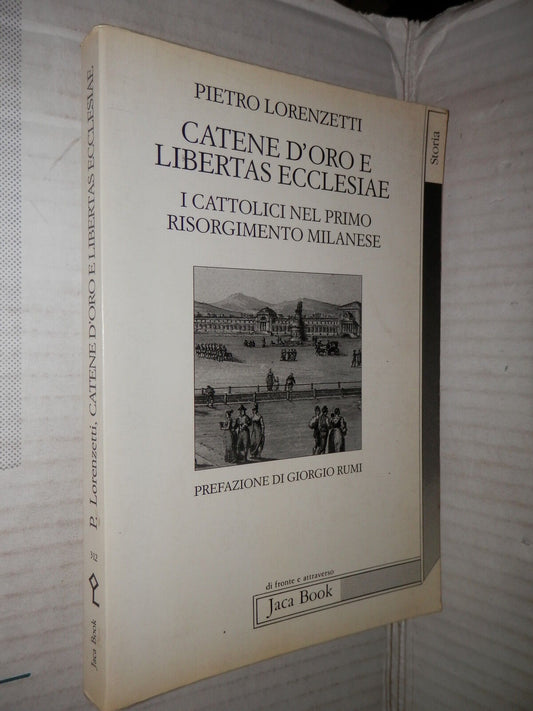 PIETRO LORENZETTI
CATENE D'ORO E
LIBERTAS ECCLESIAE
I CATTOLICI NEL PRIMO
RISORGIMENTO MILANESE
PREFAZIONE DI GIORGIO RUMI
di fronte e attraverso
Jaca Book
Storia
P. Lorenzetti, CATENE D'ORO E LIBERTAS ECCLESIAE
312
Jaca Book